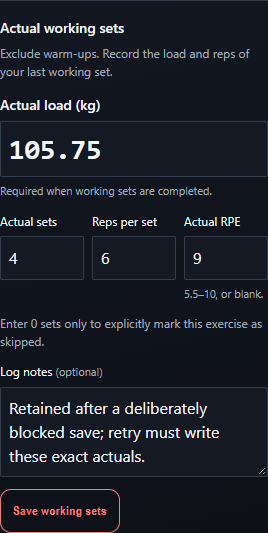 Actual working sets
Exclude warm-ups. Record the load and reps of
your last working set.
Actual load (kg)
105.75
Required when working sets are completed.
Actual sets Reps per set Actual RPE
4 6 9
5.5–10, or blank.
Enter 0 sets only to explicitly mark this exercise as
skipped.
Log notes (optional)
Retained after a deliberately
blocked save; retry must write
these exact actuals.
Save working sets